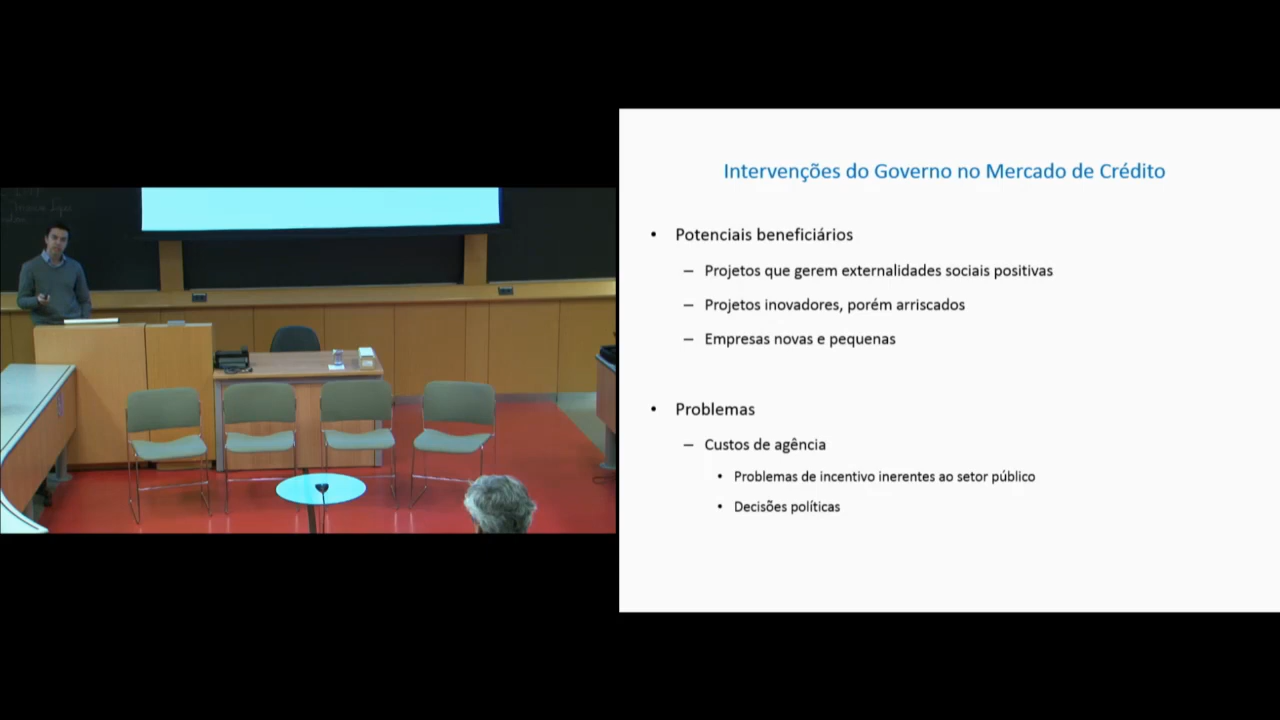 Intervenções do Governo no Mercado de Crédito
• Potenciais beneficiários
– Projetos que gerem externalidades sociais positivas
– Projetos inovadores, porém arriscados
– Empresas novas e pequenas
• Problemas
– Custos de agência
• Problemas de incentivo inerentes ao setor público
• Decisões políticas